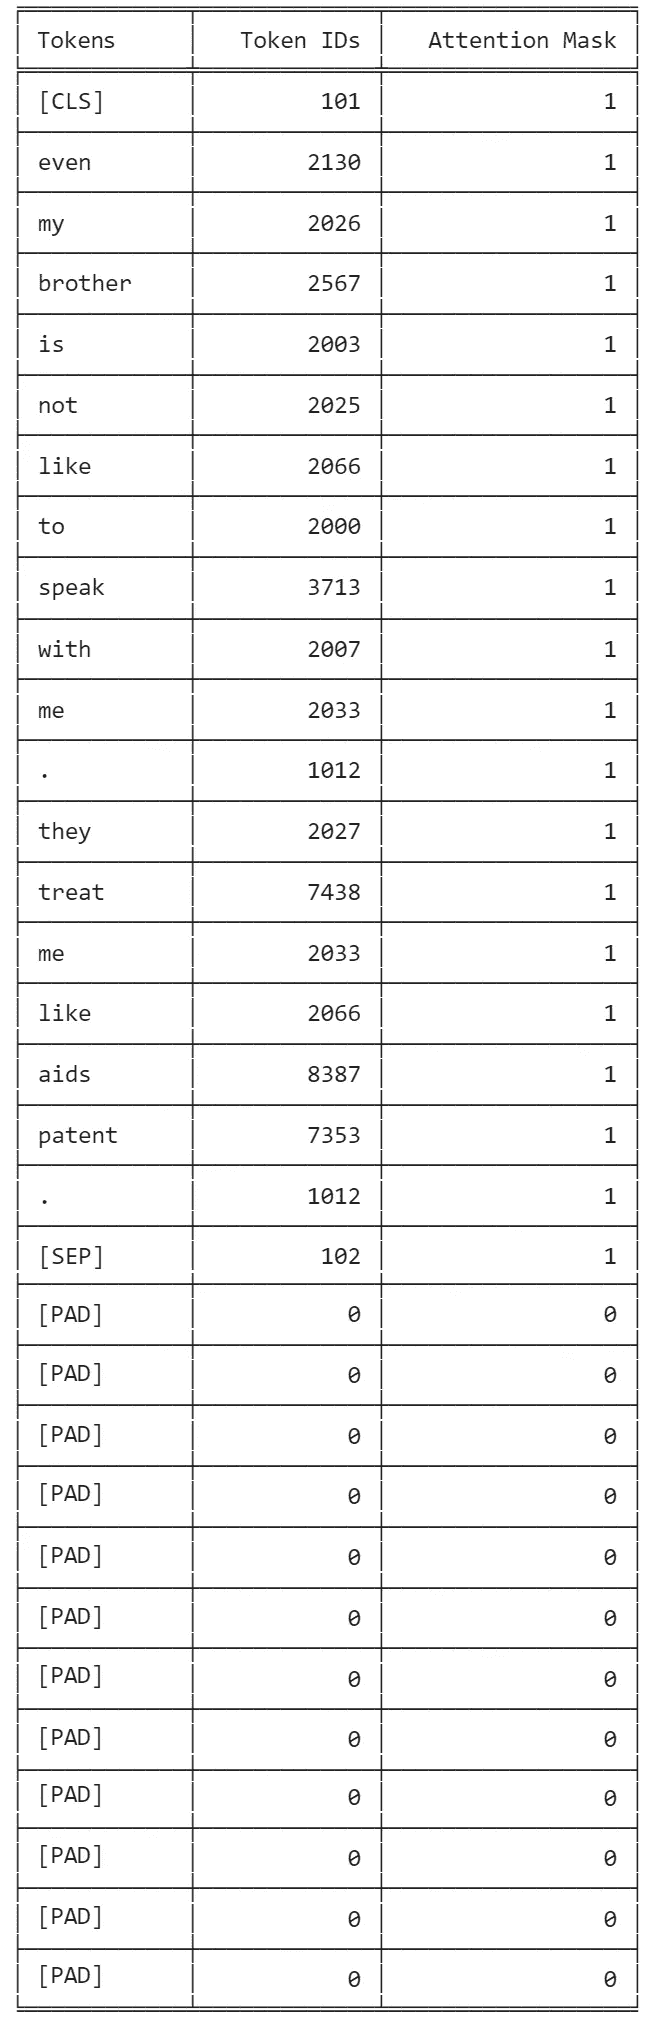 Tokens Token IDs Attention Mask
[CLS] 101 1
even 2130 1
my 2026 1
brother 2567 1
is 2003 1
not 2025 1
like 2066 1
to 2000 1
speak 3713 1
with 2007 1
me 2033 1
. 1012 1
they 2027 1
treat 7438 1
me 2033 1
like 2066 1
aids 8387 1
patent 7353 1
. 1012 1
[SEP] 102 1
[PAD] 0 0
[PAD] 0 0
[PAD] 0 0
[PAD] 0 0
[PAD] 0 0
[PAD] 0 0
[PAD] 0 0
[PAD] 0 0
[PAD] 0 0
[PAD] 0 0
[PAD] 0 0
[PAD] 0 0